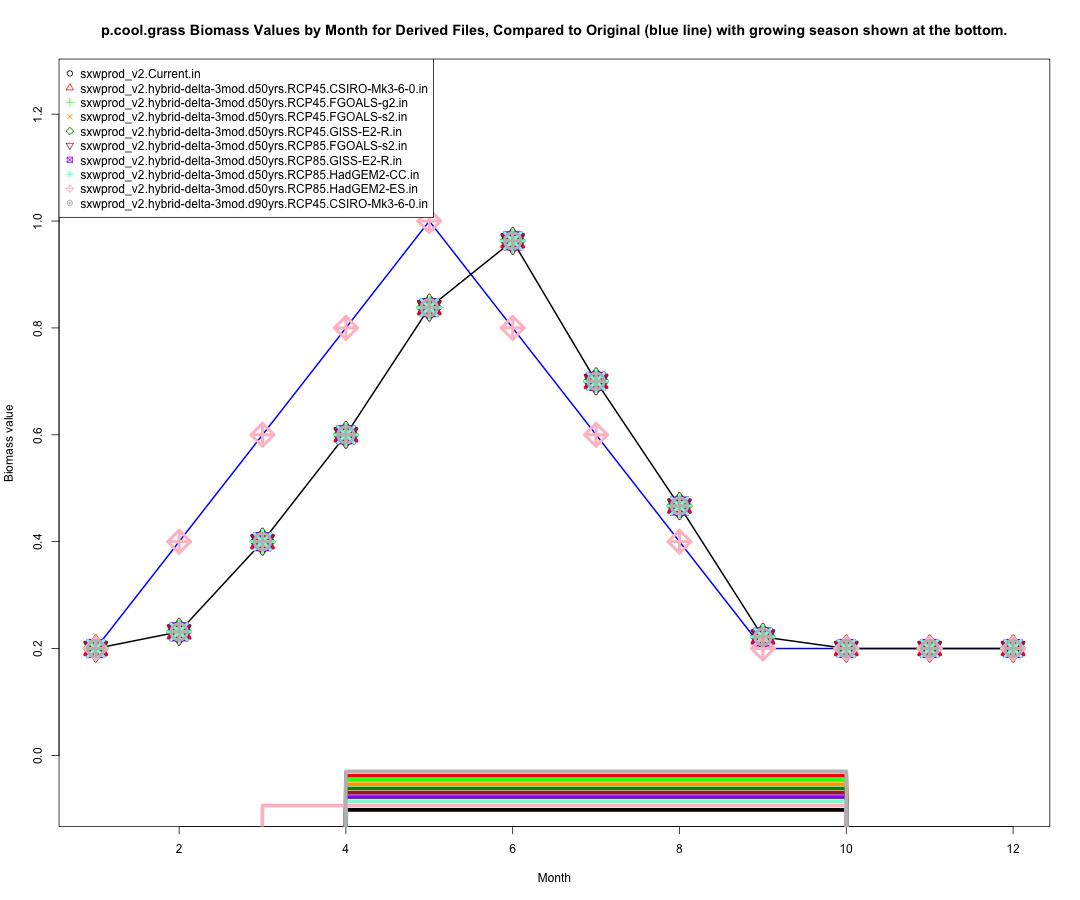 p.cool.grass Biomass Values by Month for Derived Files, Compared to Original (blue line) with growing season shown at the bottom.
sxwprod_v2.Current.in
sxwprod_v2.hybrid-delta-3mod.d50yrs.RCP45.CSIRO-Mk3-6-0.in
sxwprod_v2.hybrid-delta-3mod.d50yrs.RCP45.FGOALS-g2.in
sxwprod_v2.hybrid-delta-3mod.d50yrs.RCP45.FGOALS-s2.in
sxwprod_v2.hybrid-delta-3mod.d50yrs.RCP45.GISS-E2-R.in
sxwprod_v2.hybrid-delta-3mod.d50yrs.RCP85.FGOALS-s2.in
sxwprod_v2.hybrid-delta-3mod.d50yrs.RCP85.GISS-E2-R.in
sxwprod_v2.hybrid-delta-3mod.d50yrs.RCP85.HadGEM2-CC.in
sxwprod_v2.hybrid-delta-3mod.d50yrs.RCP85.HadGEM2-ES.in
sxwprod_v2.hybrid-delta-3mod.d90yrs.RCP45.CSIRO-Mk3-6-0.in
Biomass value
1.2
1.0
0.8
0.6
0.4
0.2
0.0
2 4 6 8 10 12
Month